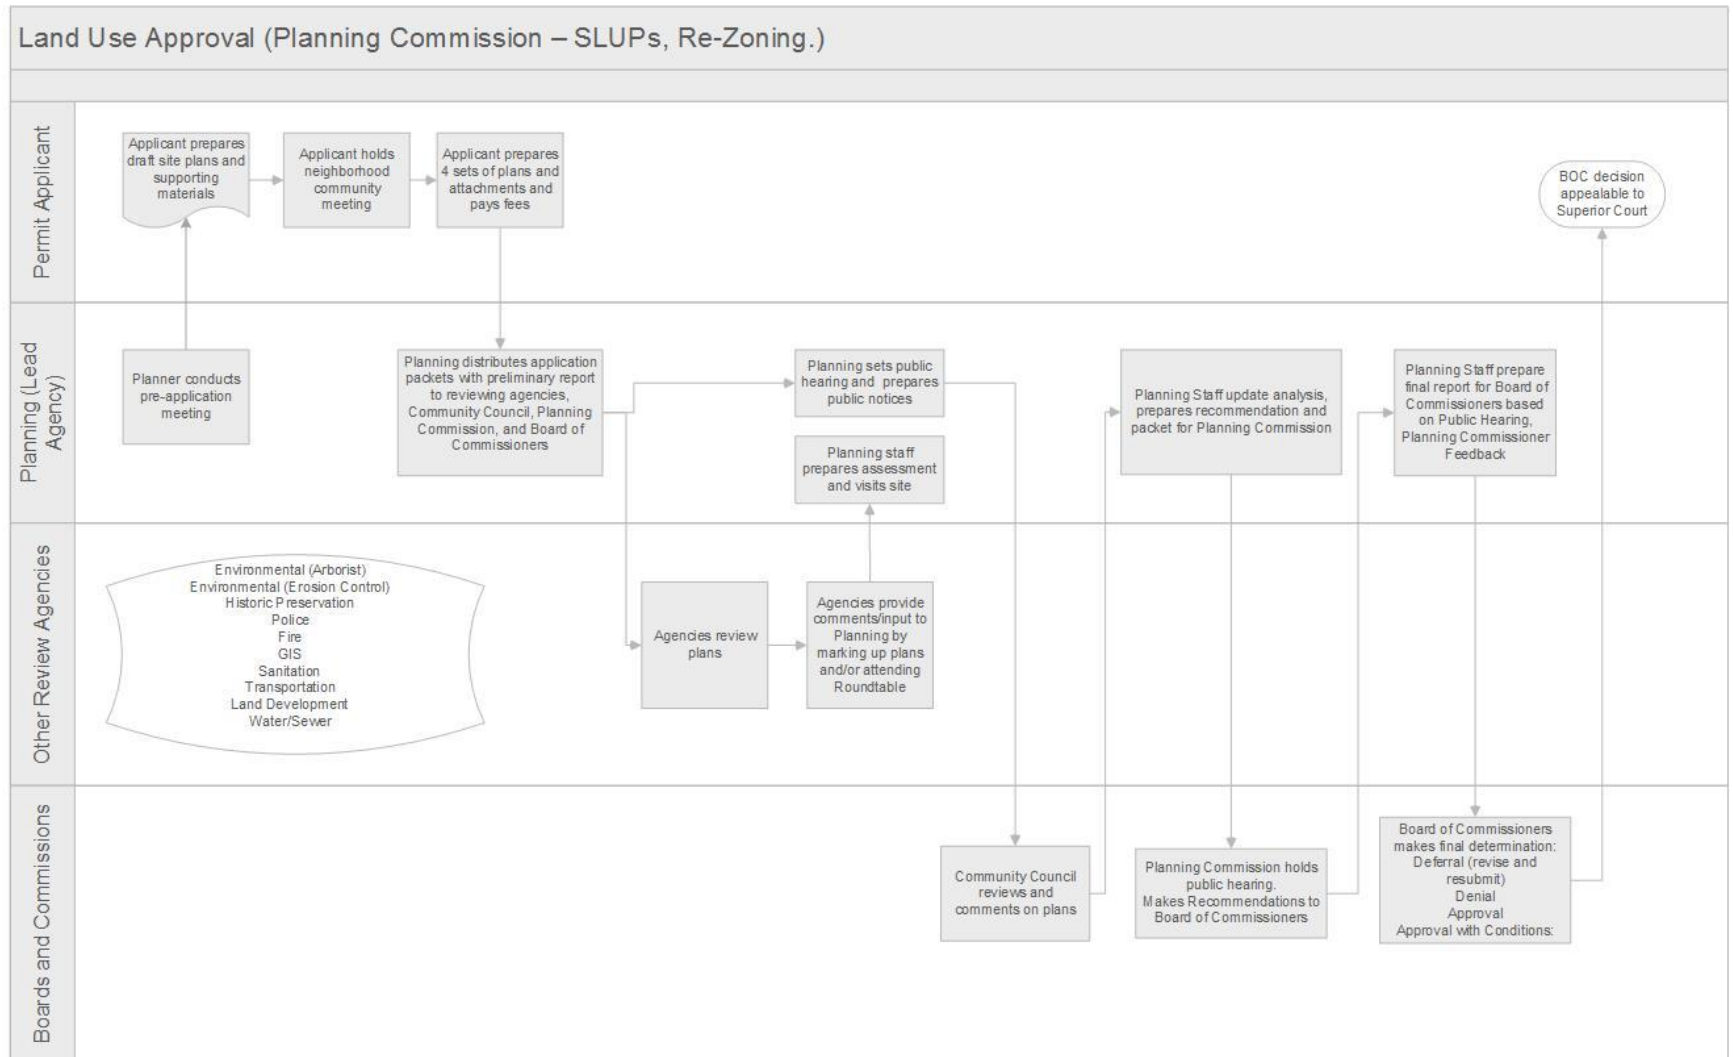 Land Use Approval (Planning Commission – SLUPs, Re-Zoning.)
Permit Applicant
Applicant prepares
draft site plans and
supporting
materials
Applicant holds
neighborhood
community
meeting
Applicant prepares
4 sets of plans and
attachments and
pays fees
BOC decision
appealable to
Superior Court
Planning (Lead
Agency)
Planner conducts
pre-application
meeting
Planning distributes application
packets with preliminary report
to reviewing agencies,
Community Council, Planning
Commission, and Board of
Commissioners
Planning sets public
hearing and prepares
public notices
Planning staff
prepares assessment
and visits site
Planning Staff update analysis,
prepares recommendation and
packet for Planning Commission
Planning Staff prepare
final report for Board of
Commissioners based
on Public Hearing,
Planning Commissioner
Feedback
Other Review Agencies
Environmental (Arborist)
Environmental (Erosion Control)
Historic Preservation
Police
Fire
GIS
Sanitation
Transportation
Land Development
Water/Sewer
Agencies review
plans
Agencies provide
comments/input to
Planning by
marking up plans
and/or attending
Roundtable
Boards and Commissions
Community Council
reviews and
comments on plans
Planning Commission holds
public hearing.
Makes Recommendations to
Board of Commissioners
Board of Commissioners
makes final determination:
Deferral (revise and
resubmit)
Denial
Approval
Approval with Conditions: